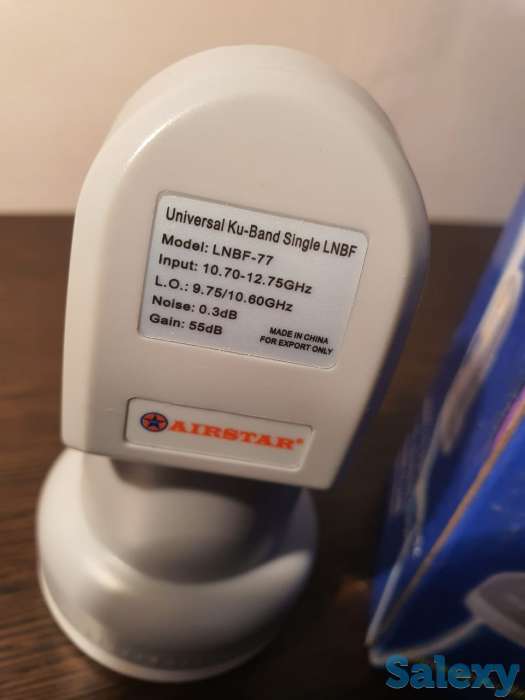 Universal Ku-Band Single LNBF
Model: LNBF-77
Input: 10.70-12.75GHz
L.O.: 9.75/10.60GHz
Noise: 0.3dB
Gain: 55dB
MADE IN CHINA
FOR EXPORT ONLY
AIRSTAR®
Salexy